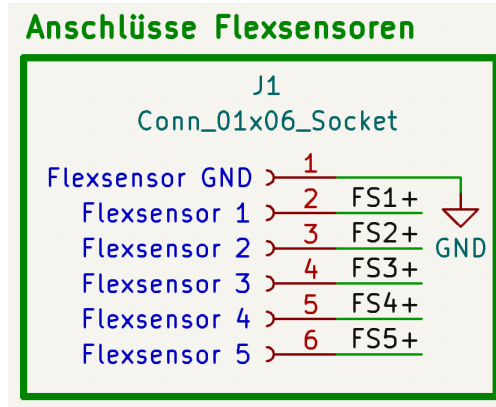 Anschlüsse Flexsensoren
J1
Conn_01x06_Socket
Flexsensor GND 1
Flexsensor 1 2 FS1+
Flexsensor 2 3 FS2+
GND
Flexsensor 3 4 FS3+
Flexsensor 4 5 FS4+
Flexsensor 5 6 FS5+